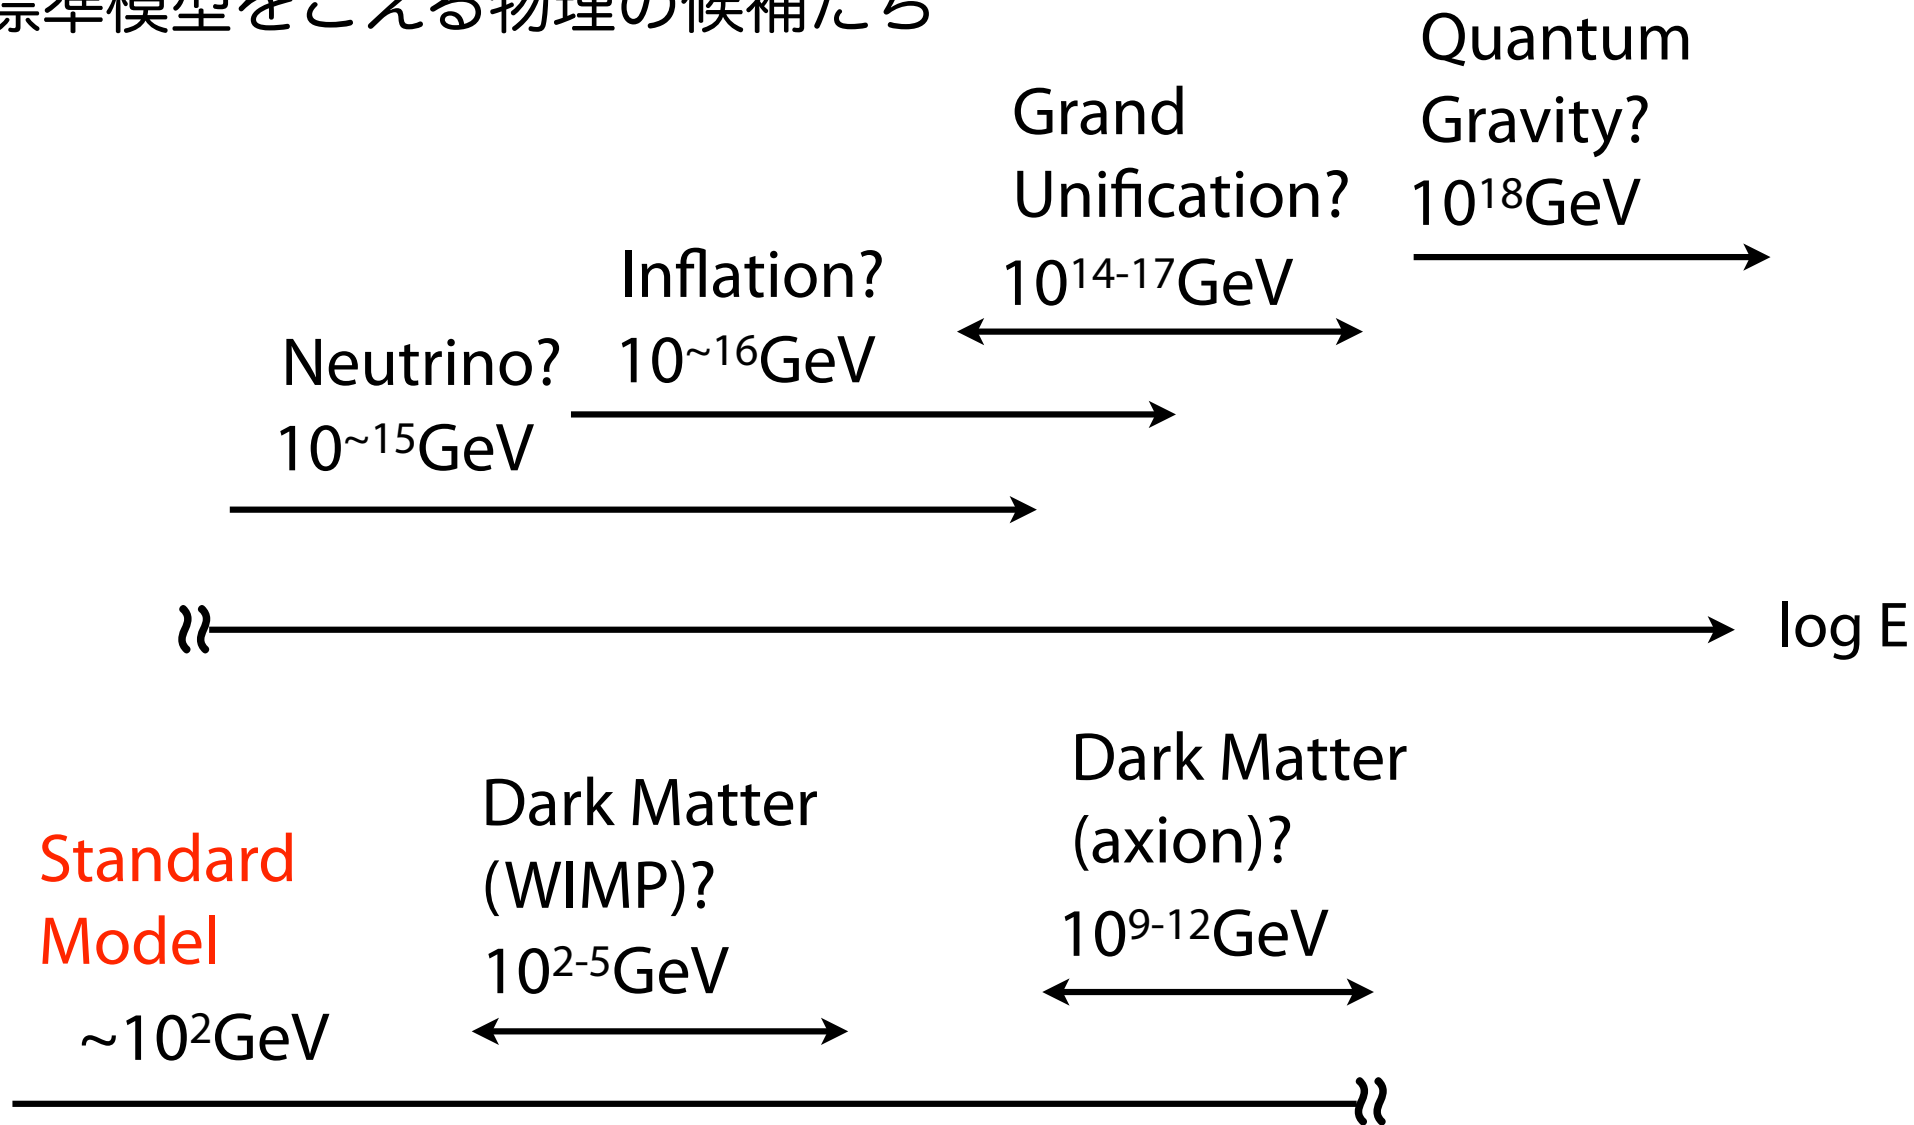 標準模型をこえる物理の候補たち
Quantum
Gravity?
10¹⁸GeV
Grand
Unification?
10¹⁴⁻¹⁷GeV
Inflation?
10~¹⁶GeV
Neutrino?
10~¹⁵GeV
log E
Dark Matter
(axion)?
10⁹⁻¹²GeV
Dark Matter
(WIMP)?
10²⁻⁵GeV
Standard
Model
~10²GeV